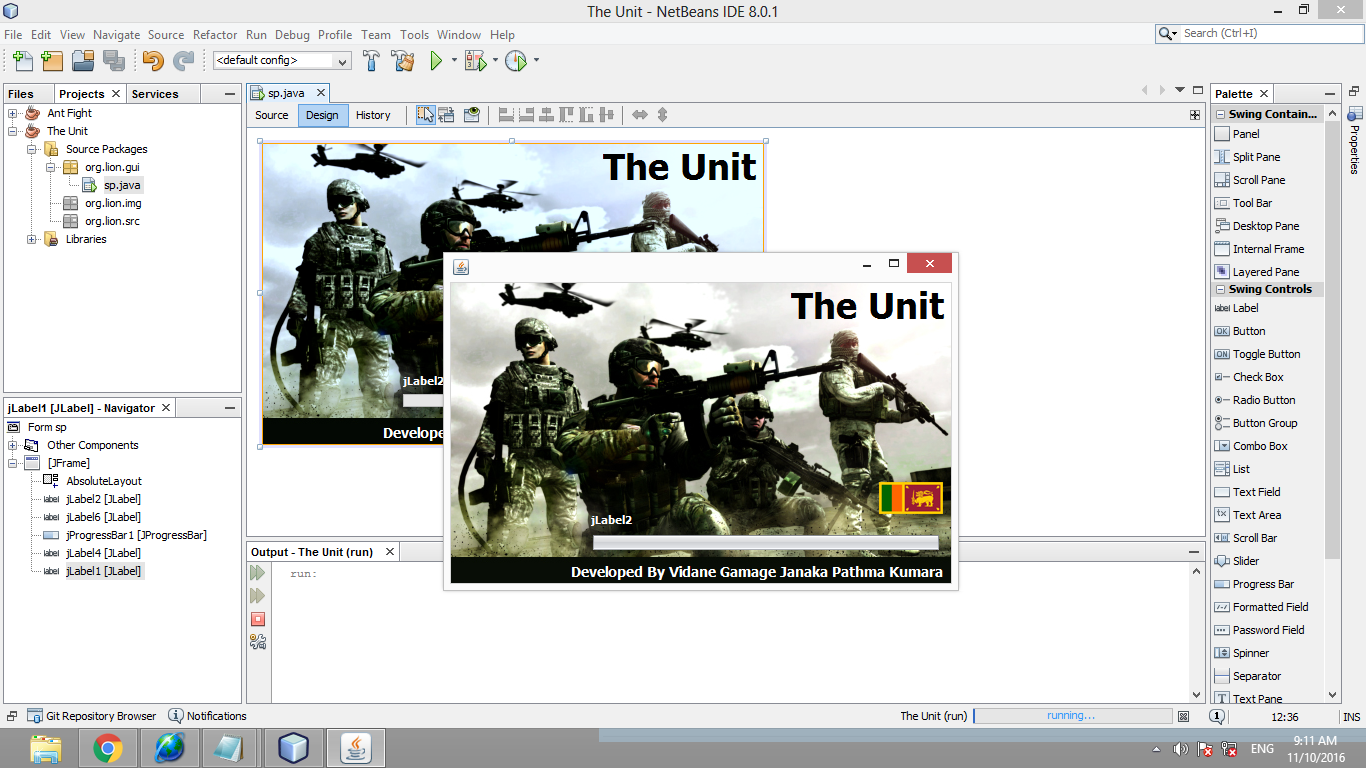 The Unit - NetBeans IDE 8.0.1
File Edit View Navigate Source Refactor Run Debug Profile Team Tools Window Help
Search (Ctrl+I)
<default config>
Files Projects Services
Ant Fight
The Unit
Source Packages
org.lion.gui
sp.java
org.lion.img
org.lion.src
Libraries
jLabel1 [JLabel] - Navigator
Form sp
Other Components
[JFrame]
AbsoluteLayout
label jLabel2 [JLabel]
label jLabel6 [JLabel]
jProgressBar1 [JProgressBar]
label jLabel4 [JLabel]
label jLabel1 [JLabel]
sp.java
Source Design History
The Unit
jLabel2
Develope
The Unit
jLabel2
Developed By Vidane Gamage Janaka Pathma Kumara
Output - The Unit (run)
run:
Palette
Swing Contain...
Panel
Split Pane
Scroll Pane
Tool Bar
Desktop Pane
Internal Frame
Layered Pane
Swing Controls
label Label
OK Button
ON Toggle Button
Check Box
Radio Button
Button Group
Combo Box
List
Text Field
Text Area
Scroll Bar
Slider
Progress Bar
Formatted Field
Password Field
Spinner
Separator
Text Pane
Properties
Git Repository Browser Notifications
The Unit (run) running... 1 12:36 INS
ENG 9:11 AM
11/10/2016